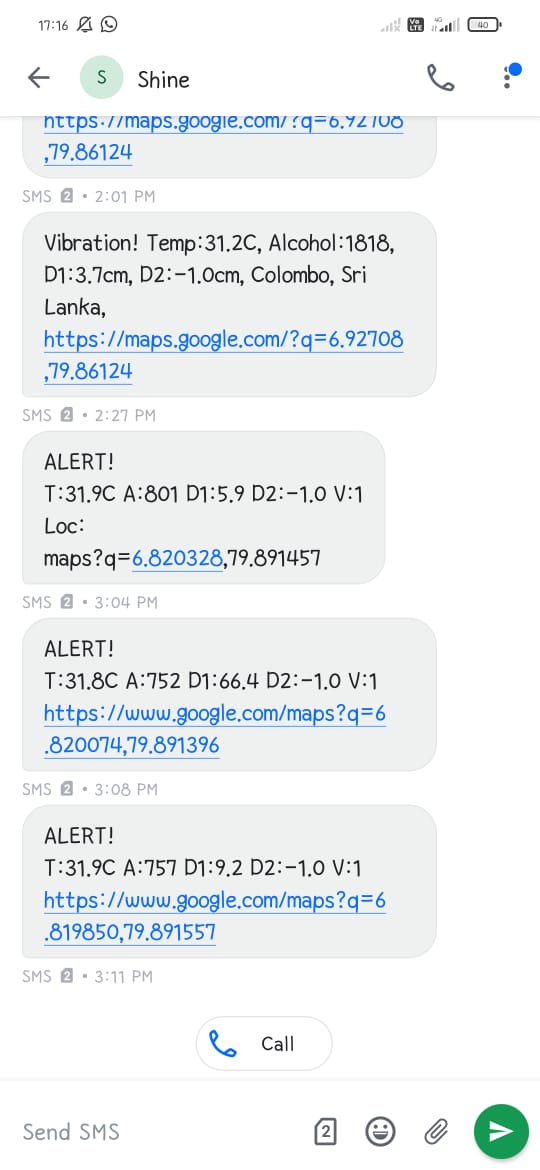 17:16
Vo
LTE
4G
40
S
Shine
https://maps.google.com/?q=6.92708
,79.86124
SMS 2 • 2:01 PM
Vibration! Temp:31.2C, Alcohol:1818,
D1:3.7cm, D2:-1.0cm, Colombo, Sri
Lanka,
https://maps.google.com/?q=6.92708
,79.86124
SMS 2 • 2:27 PM
ALERT!
T:31.9C A:801 D1:5.9 D2:-1.0 V:1
Loc:
maps?q=6.820328,79.891457
SMS 2 • 3:04 PM
ALERT!
T:31.8C A:752 D1:66.4 D2:-1.0 V:1
https://www.google.com/maps?q=6
.820074,79.891396
SMS 2 • 3:08 PM
ALERT!
T:31.9C A:757 D1:9.2 D2:-1.0 V:1
https://www.google.com/maps?q=6
.819850,79.891557
SMS 2 • 3:11 PM
Call
Send SMS
2